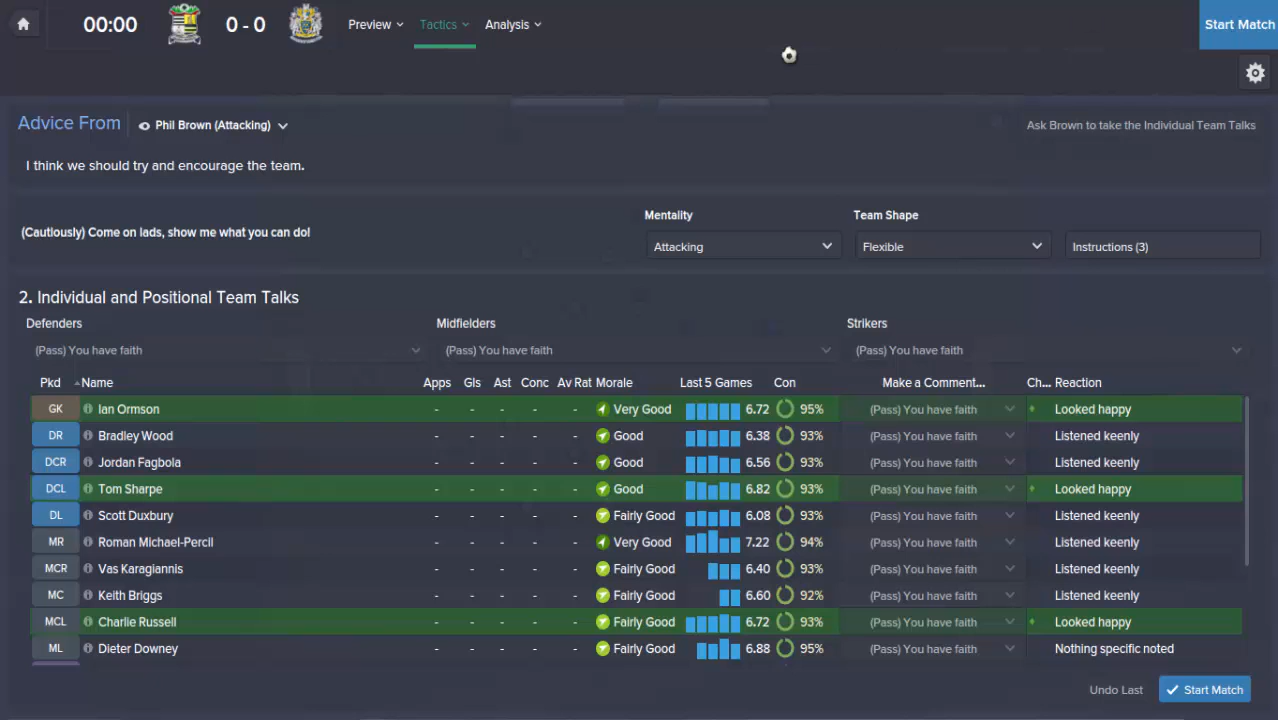 00:00 0 - 0 Preview Tactics Analysis Start Match
Advice From Phil Brown (Attacking) Ask Brown to take the Individual Team Talks
I think we should try and encourage the team.
Mentality Team Shape
(Cautiously) Come on lads, show me what you can do!
Attacking Flexible Instructions (3)
2. Individual and Positional Team Talks
Defenders Midfielders Strikers
(Pass) You have faith (Pass) You have faith (Pass) You have faith
Pkd Name Apps Gls Ast Conc Av Rat Morale Last 5 Games Con Make a Comment... Ch... Reaction
GK Ian Ormson - - - - - Very Good 6.72 95% (Pass) You have faith Looked happy
DR Bradley Wood - - - - - Good 6.38 93% (Pass) You have faith Listened keenly
DCR Jordan Fagbola - - - - - Good 6.56 93% (Pass) You have faith Listened keenly
DCL Tom Sharpe - - - - - Good 6.82 93% (Pass) You have faith Looked happy
DL Scott Duxbury - - - - - Fairly Good 6.08 93% (Pass) You have faith Listened keenly
MR Roman Michael-Percil - - - - - Very Good 7.22 94% (Pass) You have faith Listened keenly
MCR Vas Karagiannis - - - - - Fairly Good 6.40 93% (Pass) You have faith Listened keenly
MC Keith Briggs - - - - - Fairly Good 6.60 92% (Pass) You have faith Listened keenly
MCL Charlie Russell - - - - - Fairly Good 6.72 93% (Pass) You have faith Looked happy
ML Dieter Downey - - - - - Fairly Good 6.88 95% (Pass) You have faith Nothing specific noted
Undo Last Start Match